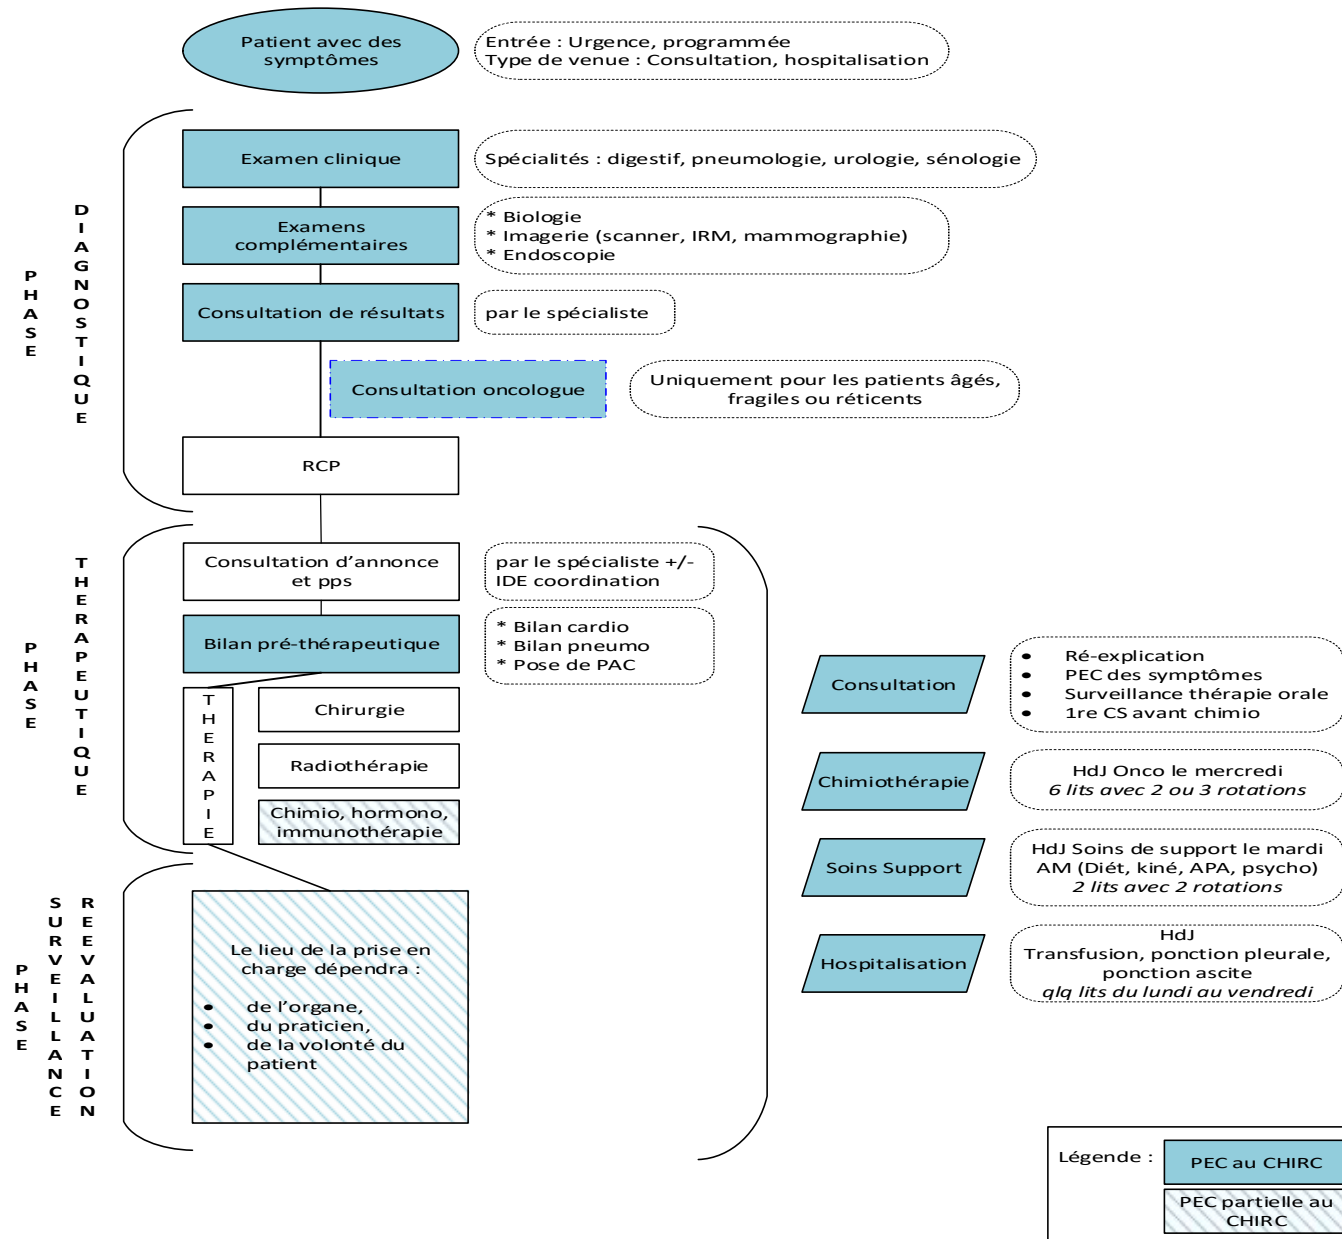 Patient avec des
symptômes
Entrée : Urgence, programmée
Type de venue : Consultation, hospitalisation
PHASE
DIAGNOSTIQUE
Examen clinique
Spécialités : digestif, pneumologie, urologie, sénologie
Examens
complémentaires
* Biologie
* Imagerie (scanner, IRM, mammographie)
* Endoscopie
Consultation de résultats
par le spécialiste
Consultation oncologue
Uniquement pour les patients âgés,
fragiles ou réticents
RCP
PHASE
THERAPEUTIQUE
Consultation d’annonce
et pps
par le spécialiste +/-
IDE coordination
Bilan pré-thérapeutique
* Bilan cardio
* Bilan pneumo
* Pose de PAC
THERAPIE
Chirurgie
Radiothérapie
Chimio, hormono,
immunothérapie
PHASE
SURVEILLANCE
REEVALUATION
Le lieu de la prise en
charge dépendra :
• de l’organe,
• du praticien,
• de la volonté du
patient
Consultation
• Ré-explication
• PEC des symptômes
• Surveillance thérapie orale
• 1re CS avant chimio
Chimiothérapie
HdJ Onco le mercredi
6 lits avec 2 ou 3 rotations
Soins Support
HdJ Soins de support le mardi
AM (Diét, kiné, APA, psycho)
2 lits avec 2 rotations
Hospitalisation
HdJ
Transfusion, ponction pleurale,
ponction ascite
qlq lits du lundi au vendredi
Légende :
PEC au CHIRC
PEC partielle au
CHIRC